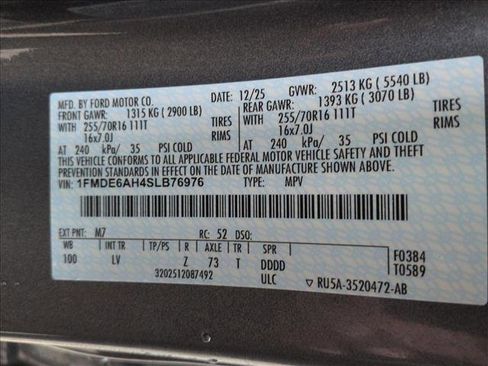 MFD. BY FORD MOTOR CO. DATE: 12/25 GVWR: 2513 KG ( 5540 LB)
FRONT GAWR: 1315 KG ( 2900 LB) REAR GAWR: 1393 KG ( 3070 LB)
WITH 255/70R16 111T TIRES WITH 255/70R16 111T TIRES
16x7.0J 16x7.0J
AT 240 kPa/ 35 PSI COLD AT 240 kPa/ 35 PSI COLD
THIS VEHICLE CONFORMS TO ALL APPLICABLE FEDERAL MOTOR VEHICLE SAFETY
STANDARDS IN EFFECT ON THE DATE OF MANUFACTURE SHOWN ABOVE.
VIN: 1FMDE6AH4SLB76976 TYPE: MPV
EXT PNT: M7 RC: 52 DSO:
WB INT TR TP/PS R AXLE TR SPR F0384
100 LV Z 73 T DDDD T0589
3202512087492 ULC RU5A-3520472-AB